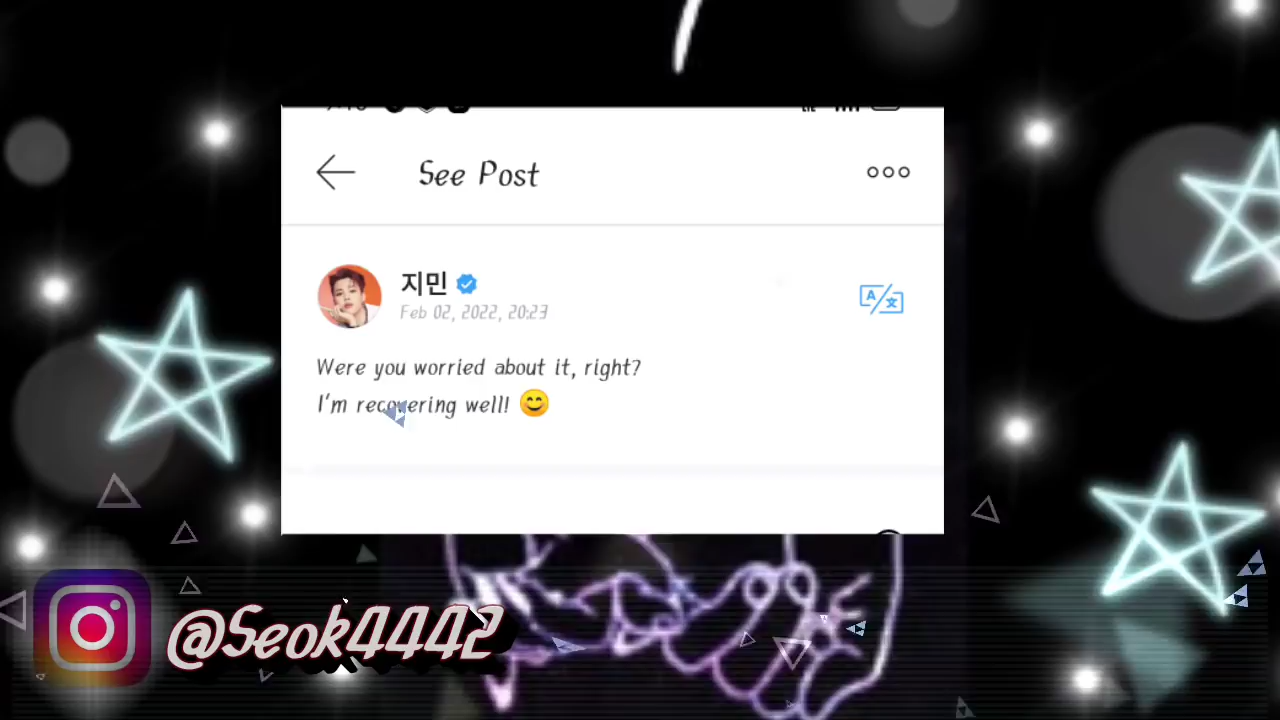 See Post
지민
Feb 02, 2022, 20:23
Were you worried about it, right?
I'm recovering well! 😊
@Seok4442